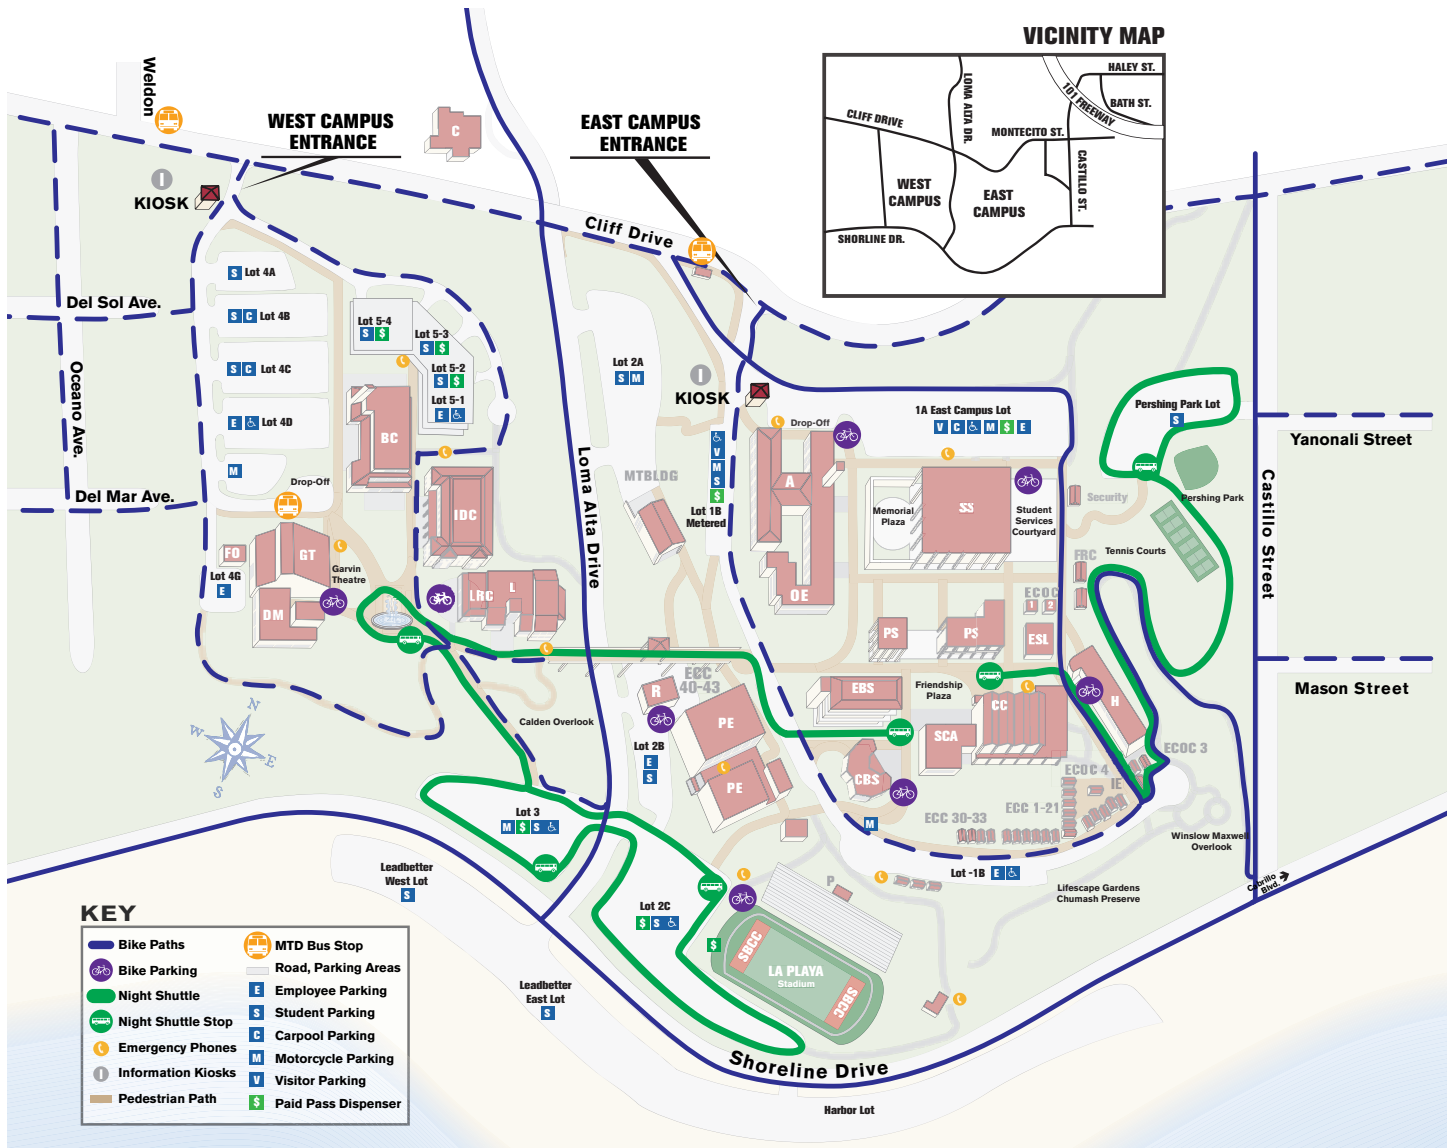 VICINITY MAP
HALEY ST.
101 FREEWAY
BATH ST.
LOMA ALTA DR.
CLIFF DRIVE
MONTECITO ST.
CASTILLO ST.
WEST
CAMPUS
EAST
CAMPUS
SHORLINE DR.
Weldon
WEST CAMPUS
ENTRANCE
EAST CAMPUS
ENTRANCE
C
I
KIOSK
Cliff Drive
S Lot 4A
Del Sol Ave.
S C Lot 4B
Lot 5-4
S $
Lot 5-3
S $
Lot 5-2
S $
Lot 5-1
E
S C Lot 4C
Oceano Ave.
E Lot 4D
M
Del Mar Ave.
Drop-Off
BC
IDC
Lot 2A
S M
I
KIOSK
Drop-Off
1A East Campus Lot
V C M $ E
Pershing Park Lot
S
Yanonali Street
Castillo Street
Pershing Park
Tennis Courts
V
M
S
$
Lot 1B
Metered
MTBLDG
Loma Alta Drive
A
OE
Memorial
Plaza
SS
Student
Services
Courtyard
Security
FRC
ECOC
1 2
ESL
PS
PS
FO
GT
Garvin
Theatre
Lot 4G
E
DM
LRC
L
ECC
40-43
R
PE
PE
EBS
Friendship
Plaza
CC
SCA
H
CBS
Mason Street
N
W
E
S
Calden Overlook
Lot 2B
E
S
ECOC 3
ECOC 4
IE
ECC 1-21
ECC 30-33
M
Winslow Maxwell
Overlook
Lot 3
M $ S
Lot -1B E
Cabrillo
Blvd.
Lifescape Gardens
Chumash Preserve
Leadbetter
West Lot
S
P
Lot 2C
$ S
$
SBCC
LA PLAYA
Stadium
SBCC
Leadbetter
East Lot
S
Shoreline Drive
Harbor Lot
KEY
Bike Paths
Bike Parking
Night Shuttle
Night Shuttle Stop
Emergency Phones
I Information Kiosks
Pedestrian Path
MTD Bus Stop
Road, Parking Areas
E Employee Parking
S Student Parking
C Carpool Parking
M Motorcycle Parking
V Visitor Parking
$ Paid Pass Dispenser